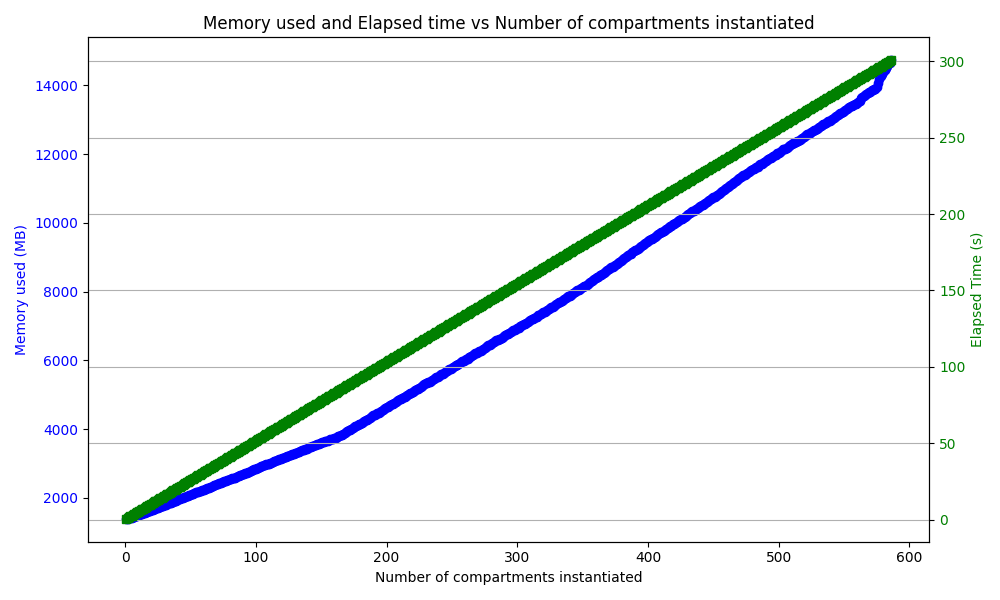 Memory used and Elapsed time vs Number of compartments instantiated
Memory used (MB)
14000
12000
10000
8000
6000
4000
2000
300
250
200
150
100
50
0
Elapsed Time (s)
0 100 200 300 400 500 600
Number of compartments instantiated